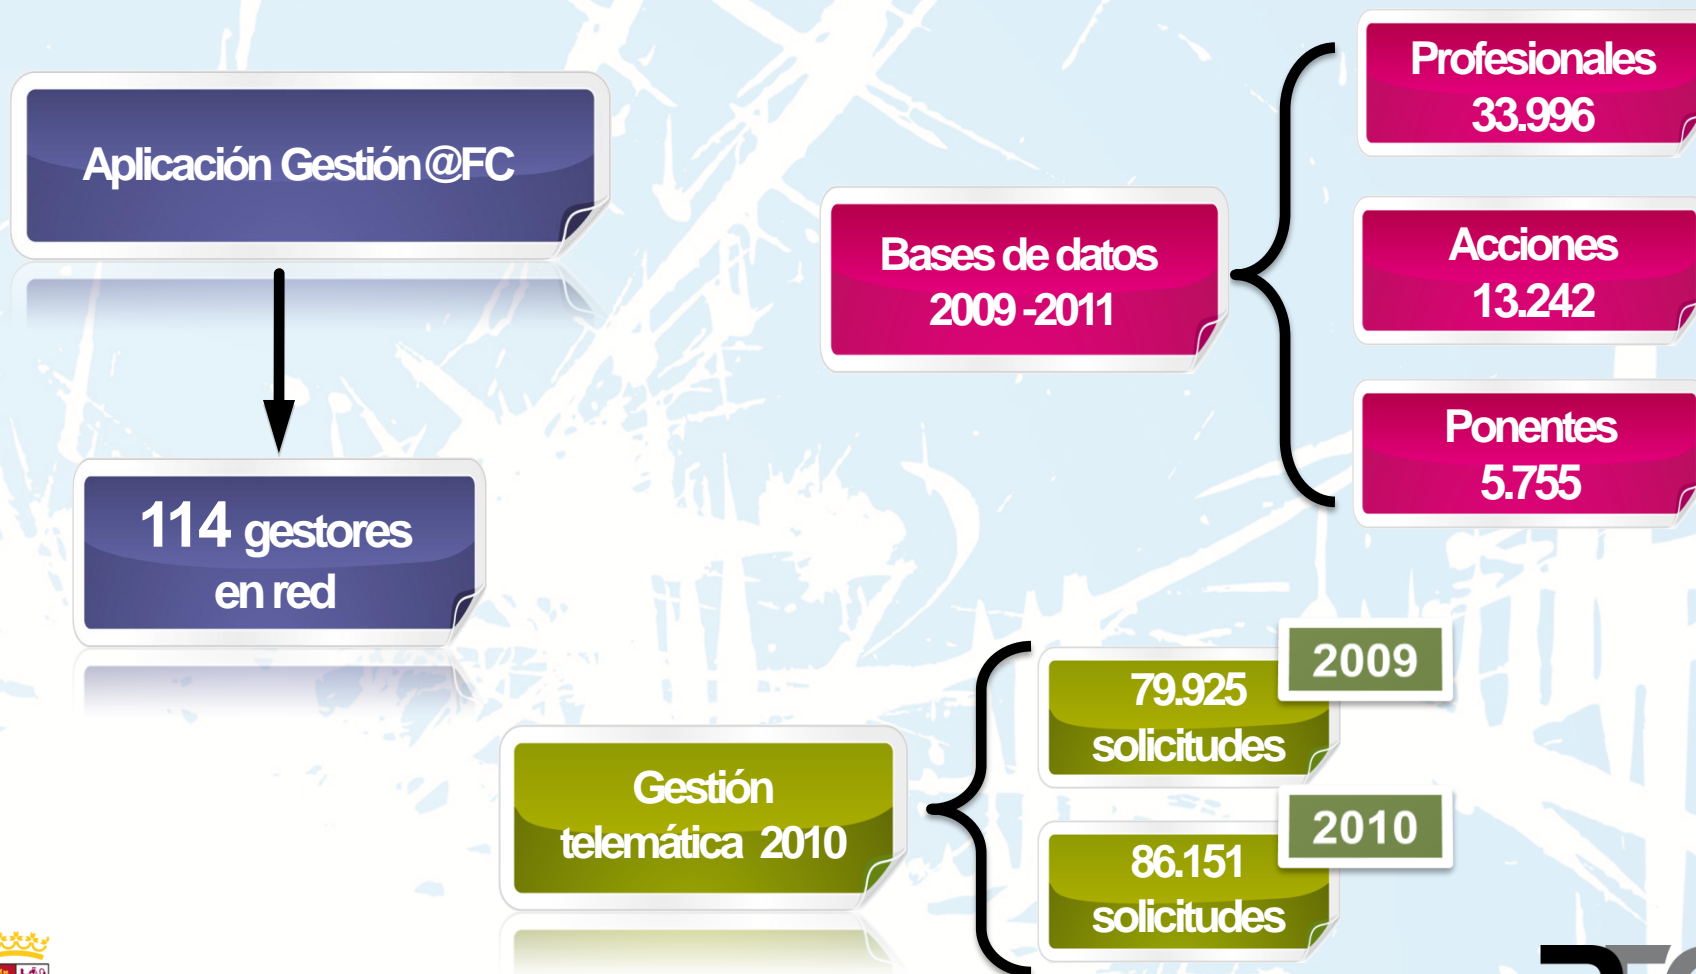 Aplicación Gestión @FC
114 gestores
en red
Bases de datos
2009 -2011
Profesionales
33.996
Acciones
13.242
Ponentes
5.755
Gestión
telemática 2010
79.925
solicitudes
2009
86.151
solicitudes
2010